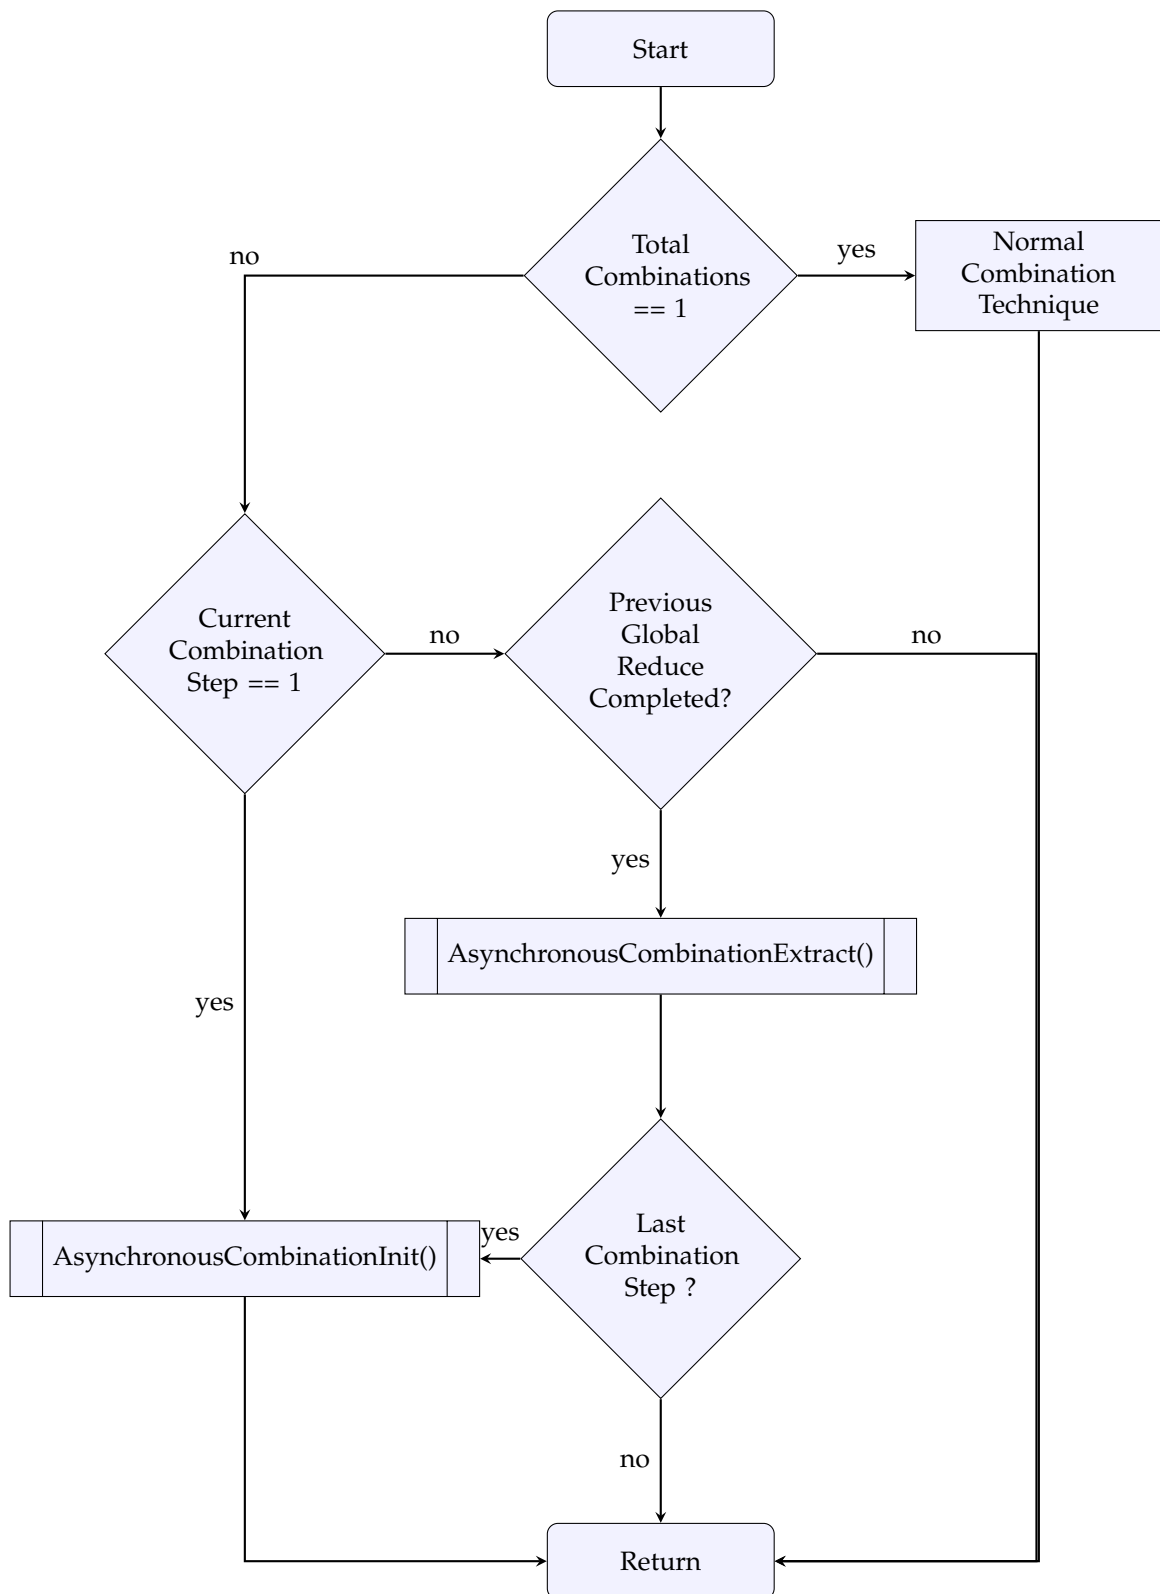 Start
Total
Combinations
== 1
yes
no
Normal
Combination
Technique
Current
Combination
Step == 1
no
Previous
Global
Reduce
Completed?
no
yes
yes
AsynchronousCombinationExtract()
AsynchronousCombinationInit()
yes
Last
Combination
Step ?
no
Return